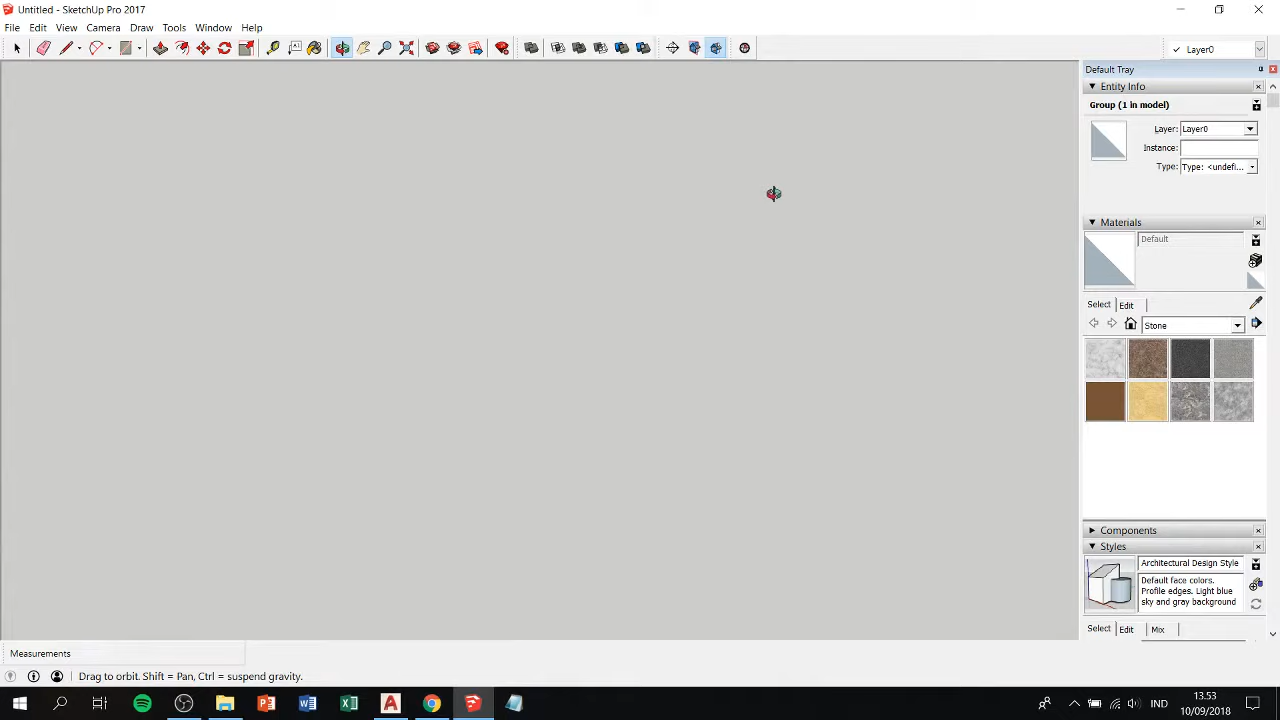 Untitled - SketchUp Pro 2017
File Edit View Camera Draw Tools Window Help
Layer0
Default Tray
Entity Info
Group (1 in model)
Layer: Layer0
Instance:
Type: Type: <undefi...
Materials
Default
Select Edit
Stone
Components
Styles
Architectural Design Style
Default face colors.
Profile edges. Light blue
sky and gray background
Select Edit Mix
Measurements
Drag to orbit. Shift = Pan, Ctrl = suspend gravity.
IND
13.53
10/09/2018